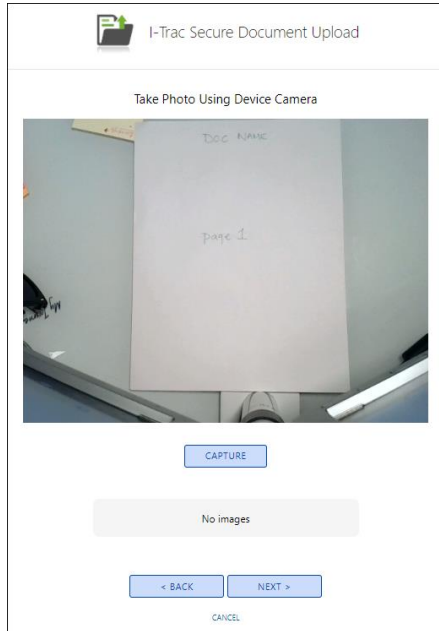 I-Trac Secure Document Upload
Take Photo Using Device Camera
DOC NAME
page 1
CAPTURE
No images
< BACK
NEXT >
CANCEL